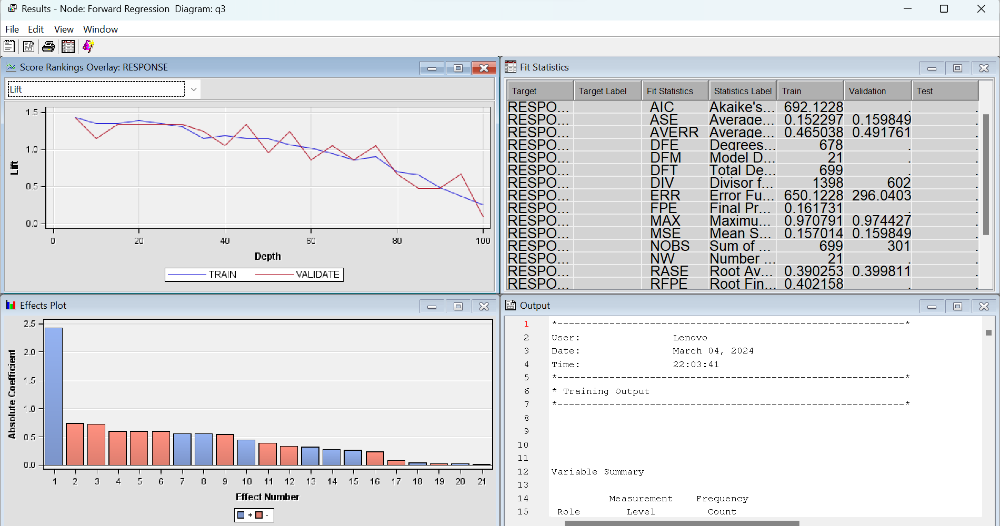 Results - Node: Forward Regression  Diagram: q3
File Edit View Window
Score Rankings Overlay: RESPONSE
Lift
1.5
1.0
0.5
0.0
Lift
0 20 40 60 80 100
Depth
TRAIN VALIDATE
Fit Statistics
Target Target Label Fit Statistics Statistics Label Train Validation Test
RESPO... AIC Akaike's... 692.1228 . .
RESPO... ASE Average... 0.152297 0.159849 .
RESPO... AVERR Average... 0.465038 0.491761 .
RESPO... DFE Degrees... 678 . .
RESPO... DFM Model D... 21 . .
RESPO... DFT Total De... 699 . .
RESPO... DIV Divisor f... 1398 602 .
RESPO... ERR Error Fu... 650.1228 296.0403 .
RESPO... FPE Final Pr... 0.161731 . .
RESPO... MAX Maximu... 0.970791 0.974427 .
RESPO... MSE Mean S... 0.157014 0.159849 .
RESPO... NOBS Sum of ... 699 301 .
RESPO... NW Number ... 21 . .
RESPO... RASE Root Av... 0.390253 0.399811 .
RESPO... RFPE Root Fin... 0.402158 . .
Effects Plot
2.5
2.0
1.5
1.0
0.5
0.0
Absolute Coefficient
1 2 3 4 5 6 7 8 9 10 11 12 13 14 15 16 17 18 19 20 21
Effect Number
+ -
Output
1 *------------------------------------------------------------*
2 User: Lenovo
3 Date: March 04, 2024
4 Time: 22:03:41
5 *------------------------------------------------------------*
6 * Training Output
7 *------------------------------------------------------------*
8
9
10
11
12 Variable Summary
13
14 Measurement Frequency
15 Role Level Count